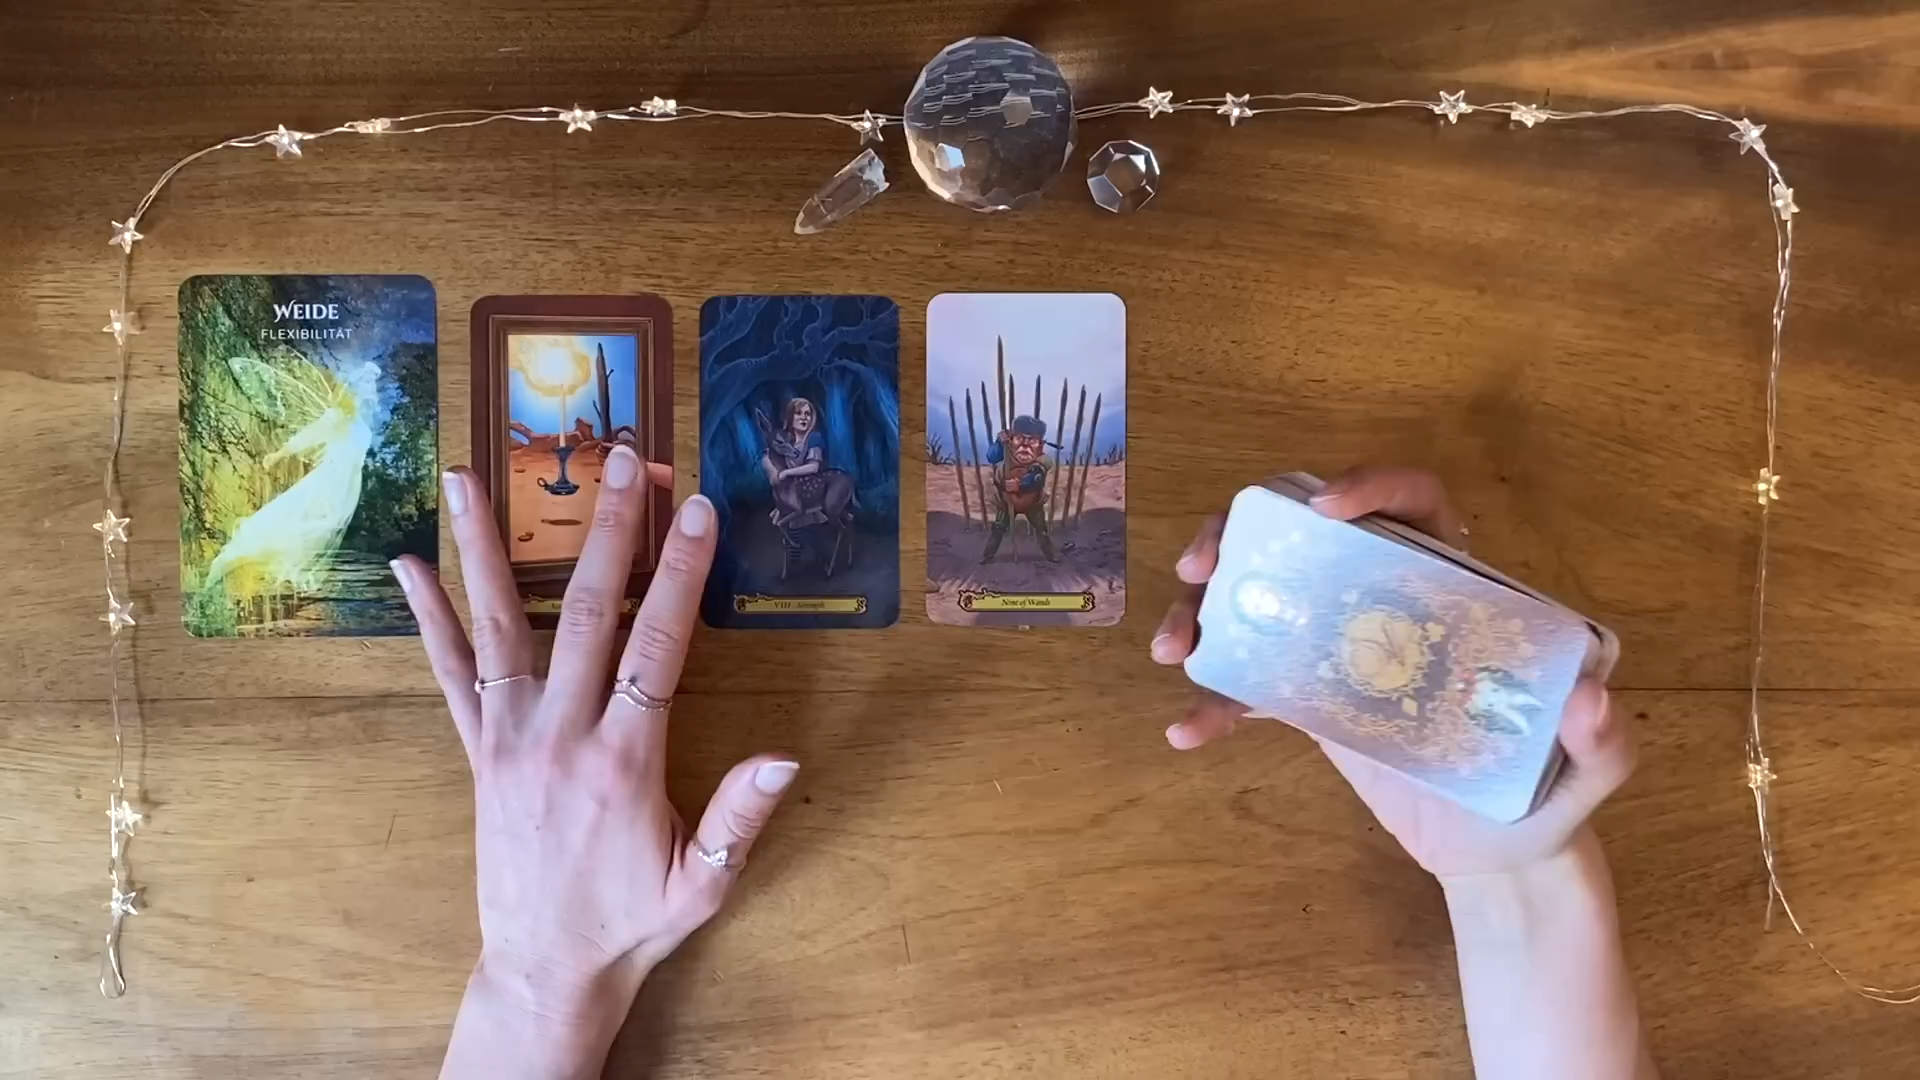 WEIDE
FLEXIBILITÄT
VIII - Strength
Nine of Wands